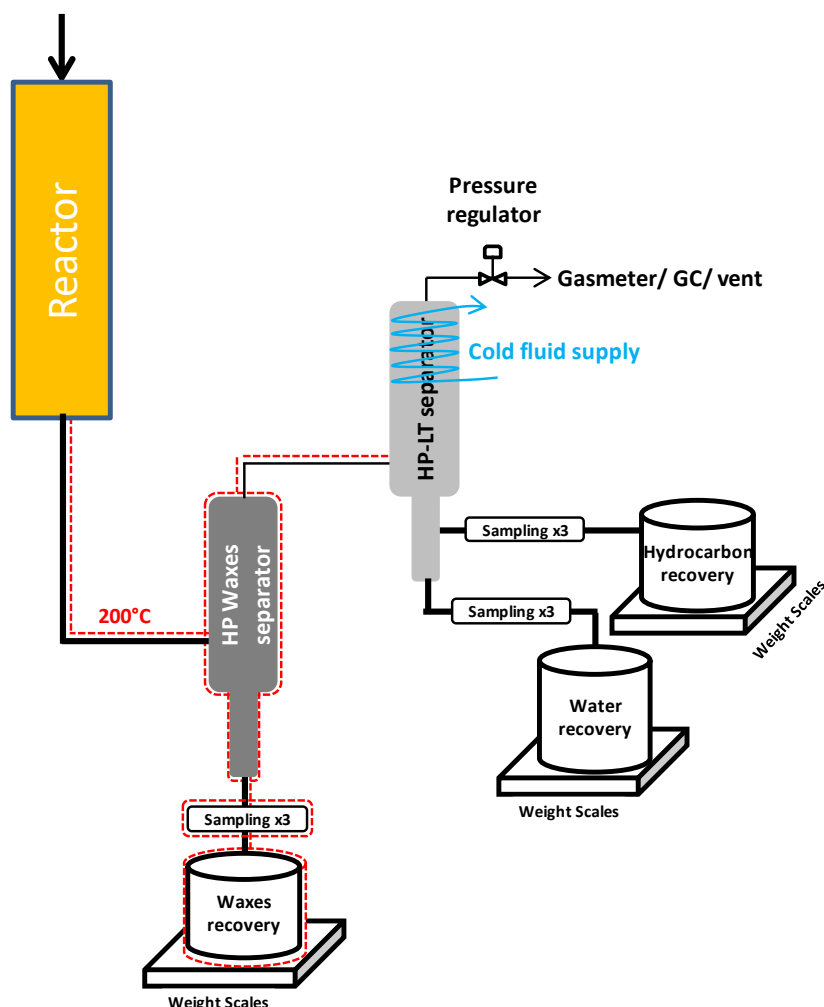 Reactor
Pressure
regulator
Gasmeter/ GC/ vent
Cold fluid supply
HP-LT separator
Sampling x3
Hydrocarbon
recovery
Weight Scales
200°C
HP Waxes
separator
Sampling x3
Water
recovery
Weight Scales
Sampling x3
Waxes
recovery
Weight Scales